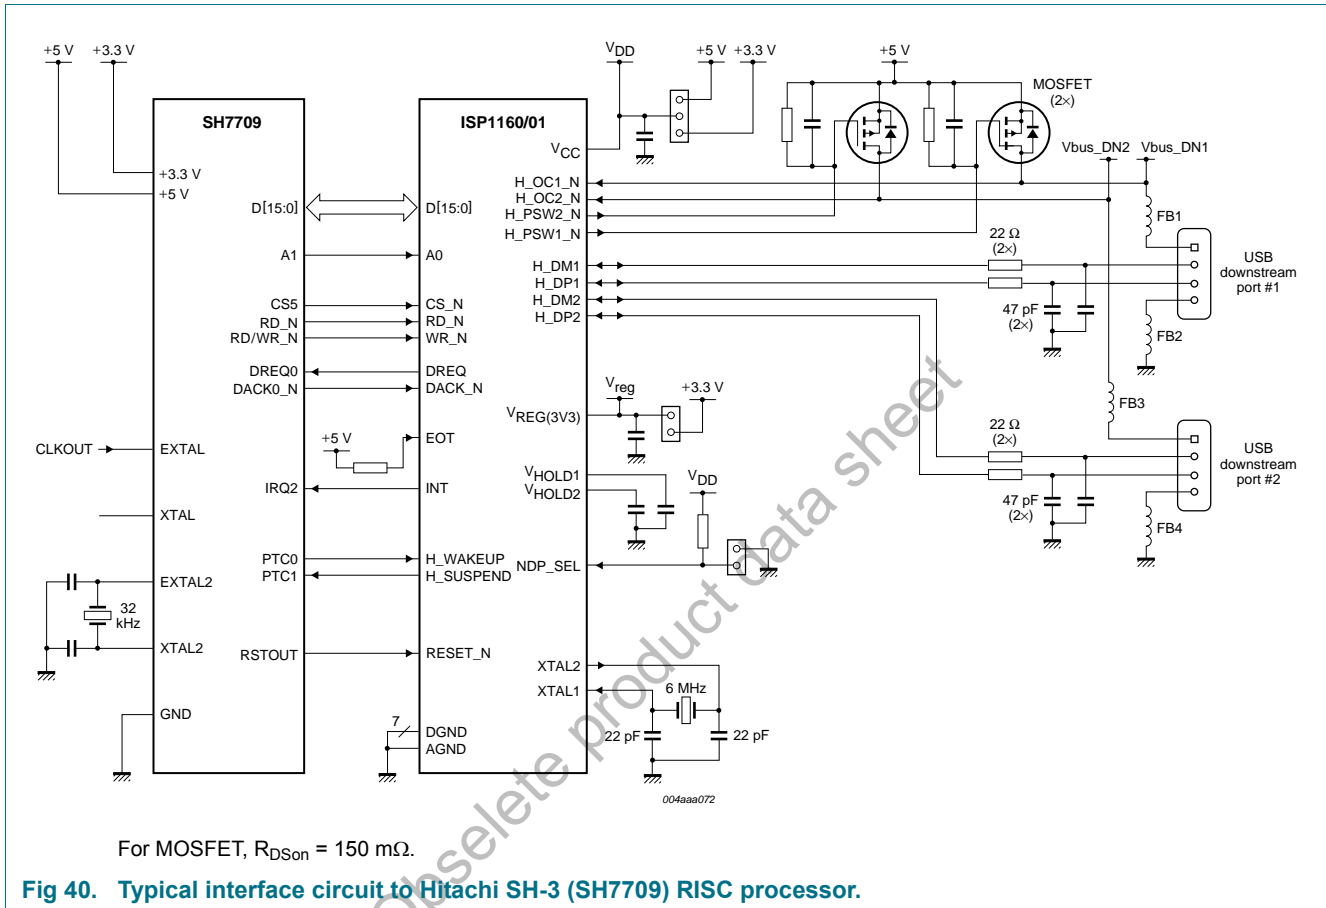 +5 V
+3.3 V
SH7709
+3.3 V
+5 V
D[15:0]
A1
CS5
RD_N
RD/WR_N
DREQ0
DACK0_N
CLKOUT
EXTAL
IRQ2
XTAL
PTC0
PTC1
EXTAL2
32
kHz
XTAL2
RSTOUT
GND
+5 V
ISP1160/01
D[15:0]
A0
CS_N
RD_N
WR_N
DREQ
DACK_N
EOT
INT
H_WAKEUP
H_SUSPEND
RESET_N
7
DGND
AGND
VCC
H_OC1_N
H_OC2_N
H_PSW2_N
H_PSW1_N
H_DM1
H_DP1
H_DM2
H_DP2
VREG(3V3)
VHOLD1
VHOLD2
NDP_SEL
XTAL2
XTAL1
VDD
+5 V
+3.3 V
+5 V
MOSFET
(2×)
Vbus_DN2
Vbus_DN1
FB1
22 Ω
(2×)
USB
downstream
port #1
47 pF
(2×)
FB2
Vreg
+3.3 V
FB3
22 Ω
(2×)
USB
downstream
port #2
47 pF
(2×)
FB4
VDD
6 MHz
22 pF
22 pF
004aaa072
Obsolete product data sheet
For MOSFET, RDSon = 150 mΩ.
Fig 40. Typical interface circuit to Hitachi SH-3 (SH7709) RISC processor.